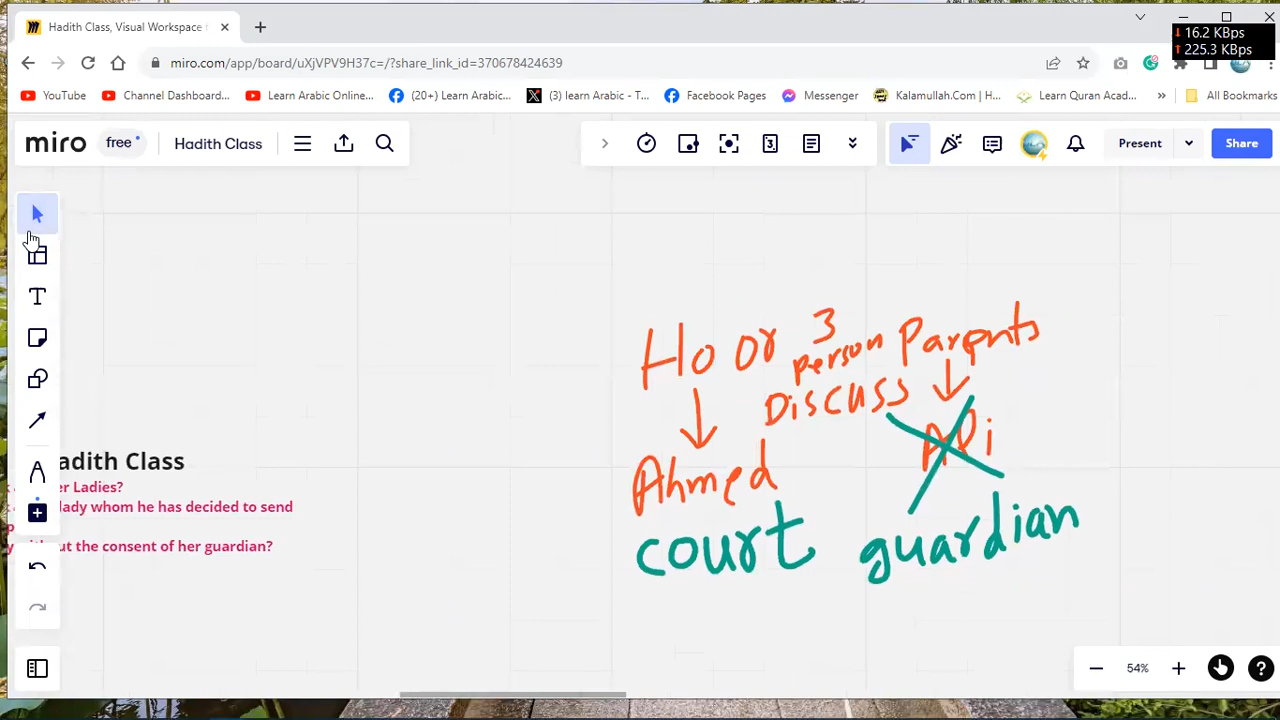 16.2 KBps
225.3 KBps
Hadith Class, Visual Workspace f
miro.com/app/board/uXjVPV9H37c=/?share_link_id=370678424639
YouTube
Channel Dashboard...
Learn Arabic Online...
(20+) Learn Arabic...
(3) learn Arabic - T...
Facebook Pages
Messenger
Kalamullah.Com | H...
Learn Quran Acade...
»
All Bookmarks
miro free Hadith Class
3
Present
Share
T
Ho or 3 person Parents
Discuss
Ahmed Ali
court guardian
adith Class
er Ladies?
lady whom he has decided to send
p
y without the consent of her guardian?
54%